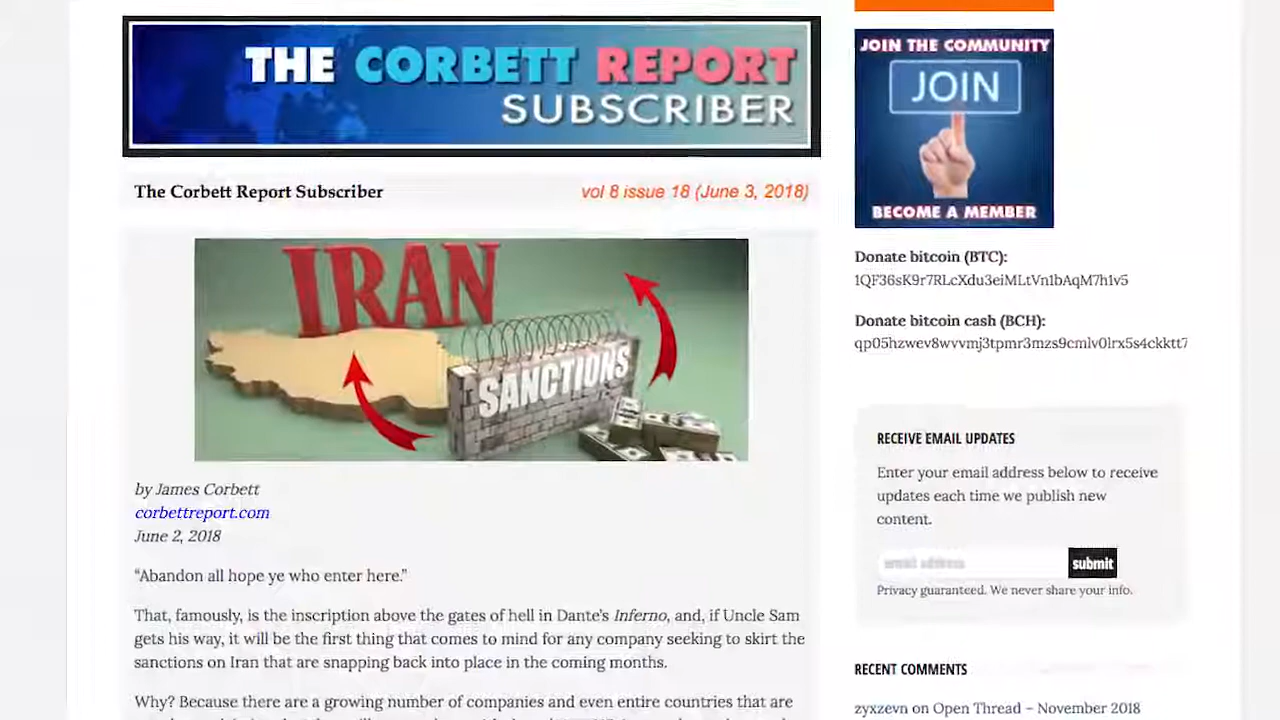 THE CORBETT REPORT
SUBSCRIBER
The Corbett Report Subscriber
vol 8 issue 18 (June 3, 2018)
IRAN
SANCTIONS
by James Corbett
corbettreport.com
June 2, 2018
“Abandon all hope ye who enter here.”
That, famously, is the inscription above the gates of hell in Dante’s Inferno, and, if Uncle Sam
gets his way, it will be the first thing that comes to mind for any company seeking to skirt the
sanctions on Iran that are snapping back into place in the coming months.
Why? Because there are a growing number of companies and even entire countries that are
JOIN THE COMMUNITY
JOIN
BECOME A MEMBER
Donate bitcoin (BTC):
1QF36sK9r7RLcXdu3eiMLtVn1bAqM7h1v5
Donate bitcoin cash (BCH):
qp05hzwev8wvvmj3tpmr3mzs9cmlv0lrx5s4ckktt7
RECEIVE EMAIL UPDATES
Enter your email address below to receive
updates each time we publish new
content.
email address
submit
Privacy guaranteed. We never share your info.
RECENT COMMENTS
zyxzevn on Open Thread – November 2018